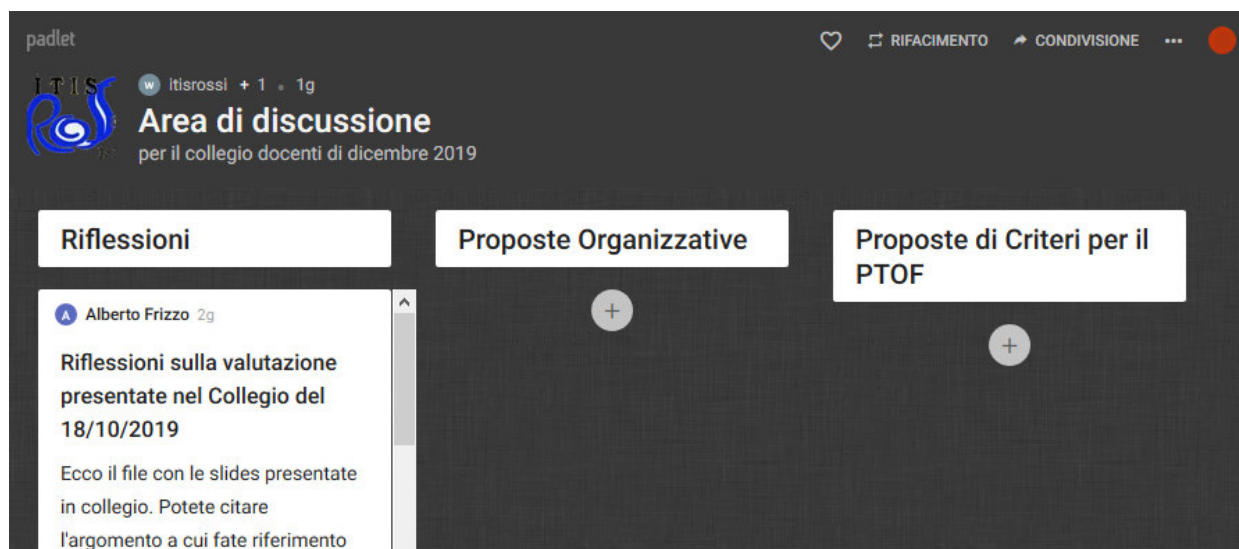 padlet
RIFACIMENTO
CONDIVISIONE
ITIS
w itisrossi + 1 • 1g
Area di discussione
per il collegio docenti di dicembre 2019
Riflessioni
Proposte Organizzative
Proposte di Criteri per il
PTOF
A Alberto Frizzo 2g
Riflessioni sulla valutazione
presentate nel Collegio del
18/10/2019
Ecco il file con le slides presentate
in collegio. Potete citare
l'argomento a cui fate riferimento